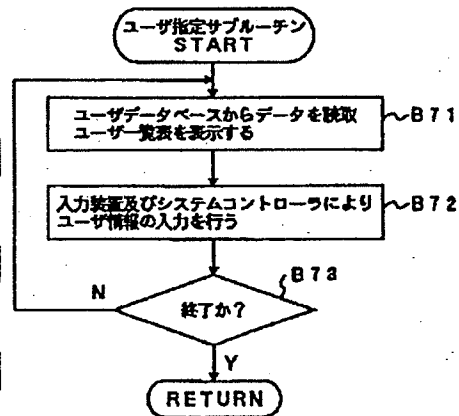 ユーザ指定サブルーチン
START
ユーザデータベースからデータを読取
ユーザ一覧表を表示する
B71
入力装置及びシステムコントローラにより
ユーザ情報の入力を行う
B72
B73
N
終了か?
Y
RETURN